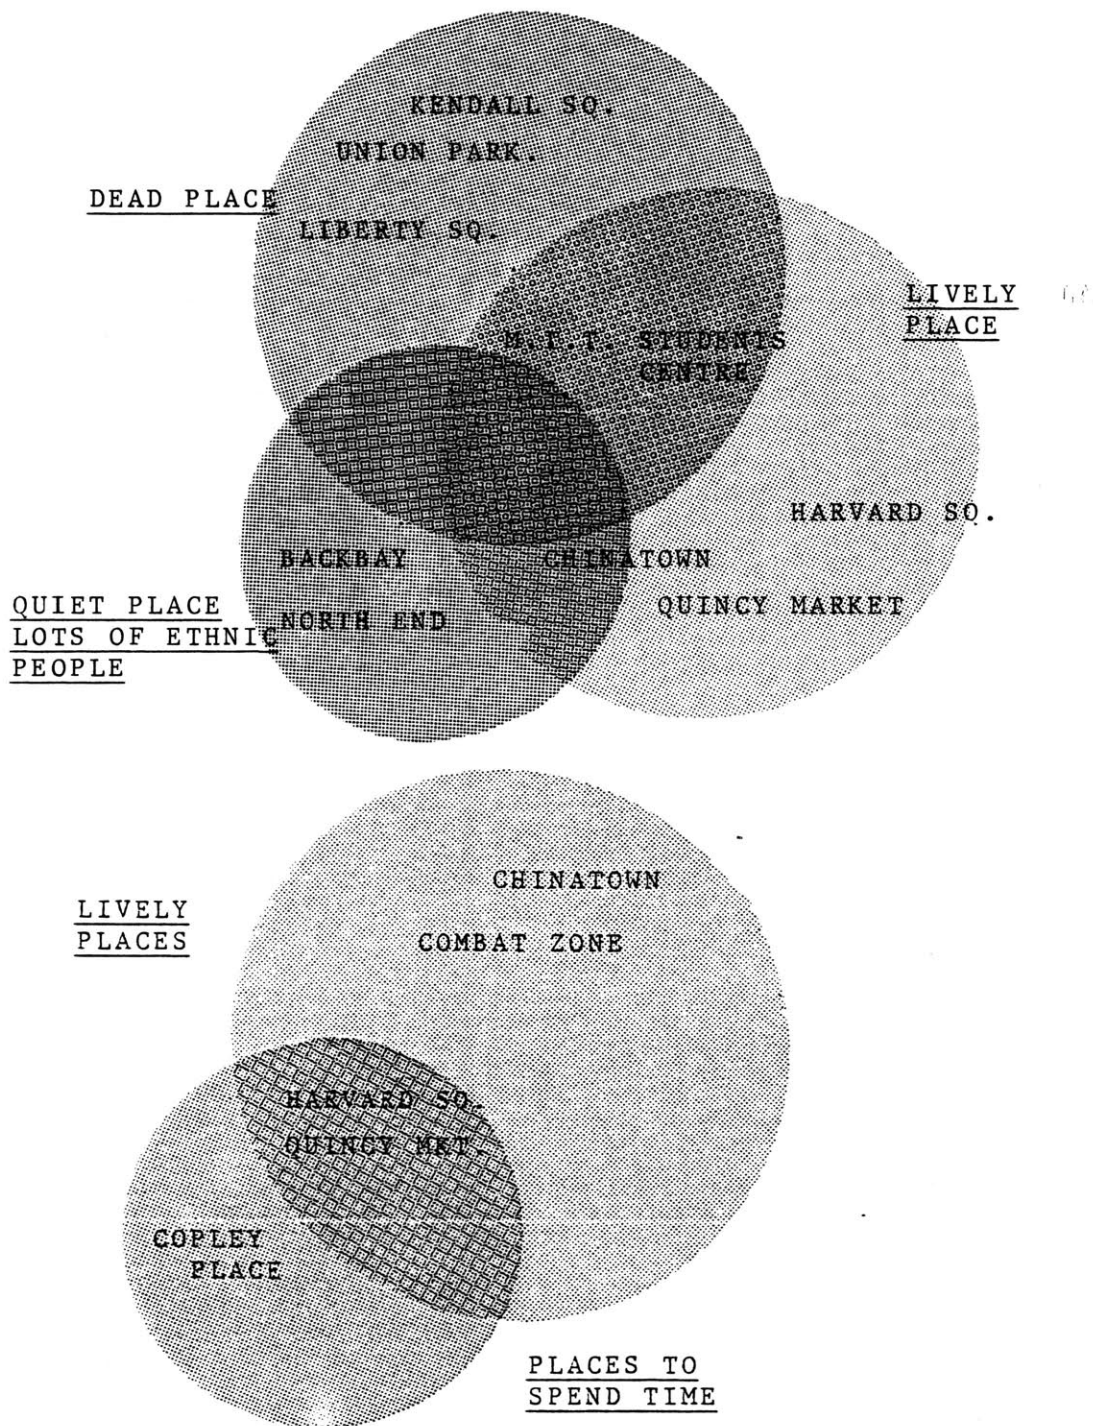 KENDALL SQ.
UNION PARK.
DEAD PLACE
LIBERTY SQ.
LIVELY
PLACE
M.I.T. STUDENTS
CENTRE
HARVARD SQ.
BACKBAY
CHINATOWN
QUIET PLACE
LOTS OF ETHNIC
PEOPLE
NORTH END
QUINCY MARKET
CHINATOWN
LIVELY
PLACES
COMBAT ZONE
HARVARD SQ.
QUINCY MKT.
COPLEY
PLACE
PLACES TO
SPEND TIME